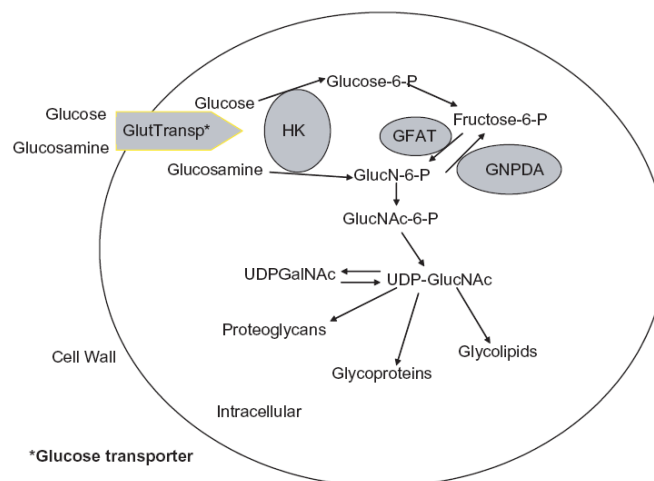 Glucose-6-P
Glucose
Glucose
GlutTransp*
HK
Fructose-6-P
GFAT
Glucosamine
Glucosamine
GlucN-6-P
GNPDA
GlucNAc-6-P
UDPGalNAc
UDP-GlucNAc
Proteoglycans
Glycolipids
Cell Wall
Glycoproteins
Intracellular
*Glucose transporter